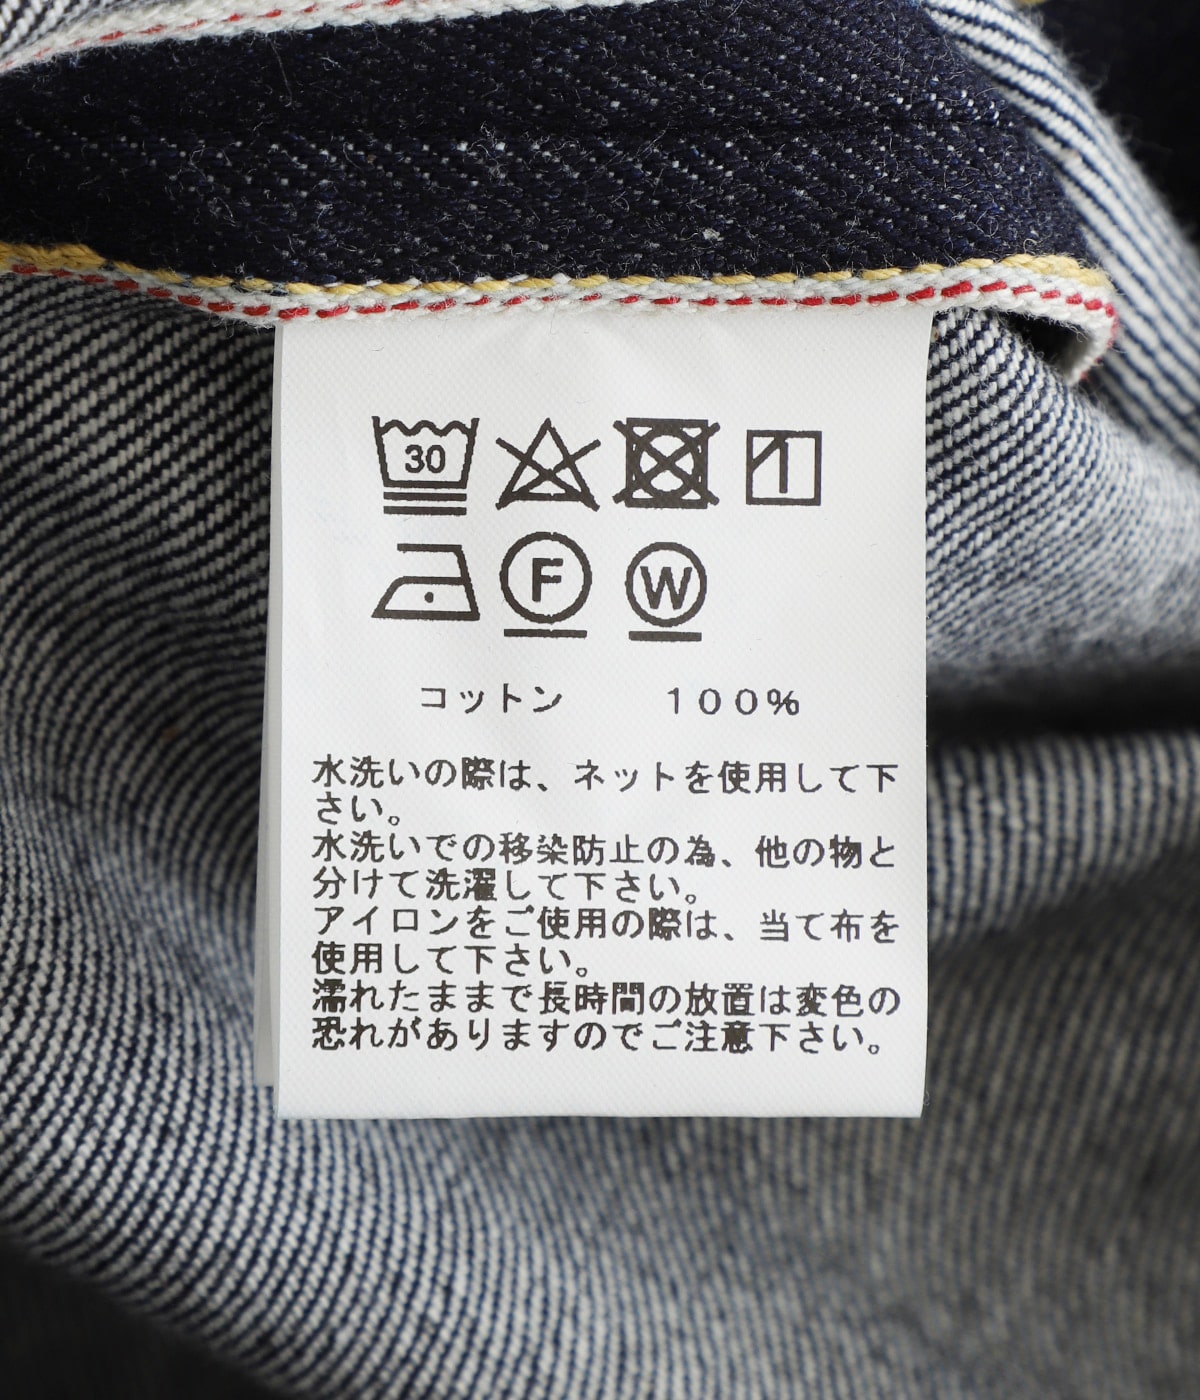 30
F W
コットン 100%
水洗いの際は、ネットを使用して下
さい。
水洗いでの移染防止の為、他の物と
分けて洗濯して下さい。
アイロンをご使用の際は、当て布を
使用して下さい。
濡れたままで長時間の放置は変色の
恐れがありますのでご注意下さい。